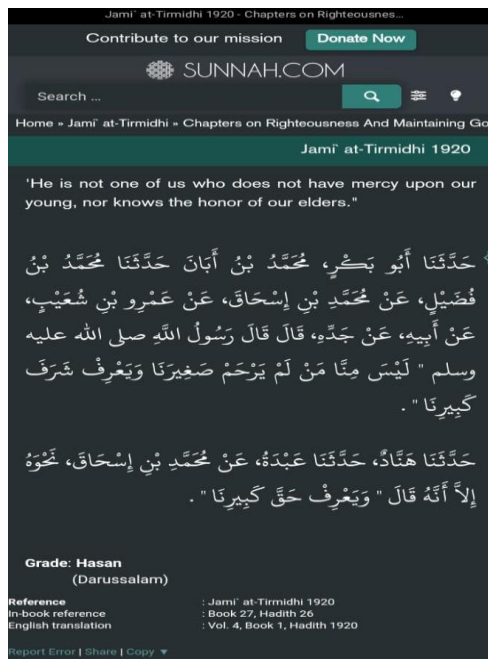 Jami` at-Tirmidhi 1920 - Chapters on Righteousnes...
Contribute to our mission Donate Now
SUNNAH.COM
Search ...
Home » Jami` at-Tirmidhi » Chapters on Righteousness And Maintaining Go
Jami` at-Tirmidhi 1920
'He is not one of us who does not have mercy upon our
young, nor knows the honor of our elders."
حَدَّثَنَا أَبُو بَكْرٍ، مُحَمَّدُ بْنُ أَبَانَ حَدَّثَنَا مُحَمَّدُ بْنُ
فُضَيْلٍ، عَنْ مُحَمَّدِ بْنِ إِسْحَاقَ، عَنْ عَمْرِو بْنِ شُعَيْبٍ،
عَنْ أَبِيهِ، عَنْ جَدِّهِ، قَالَ قَالَ رَسُولُ اللَّهِ صلى الله عليه
وسلم " لَيْسَ مِنَّا مَنْ لَمْ يَرْحَمْ صَغِيرَنَا وَيَعْرِفْ شَرَفَ
كَبِيرِنَا " .
حَدَّثَنَا هَنَّادٌ، حَدَّثَنَا عَبْدَةُ، عَنْ مُحَمَّدِ بْنِ إِسْحَاقَ، نَحْوَهُ
إِلاَّ أَنَّهُ قَالَ " وَيَعْرِفْ حَقَّ كَبِيرِنَا " .
Grade: Hasan
(Darussalam)
Reference : Jami` at-Tirmidhi 1920
In-book reference : Book 27, Hadith 26
English translation : Vol. 4, Book 1, Hadith 1920
Report Error | Share | Copy ▼